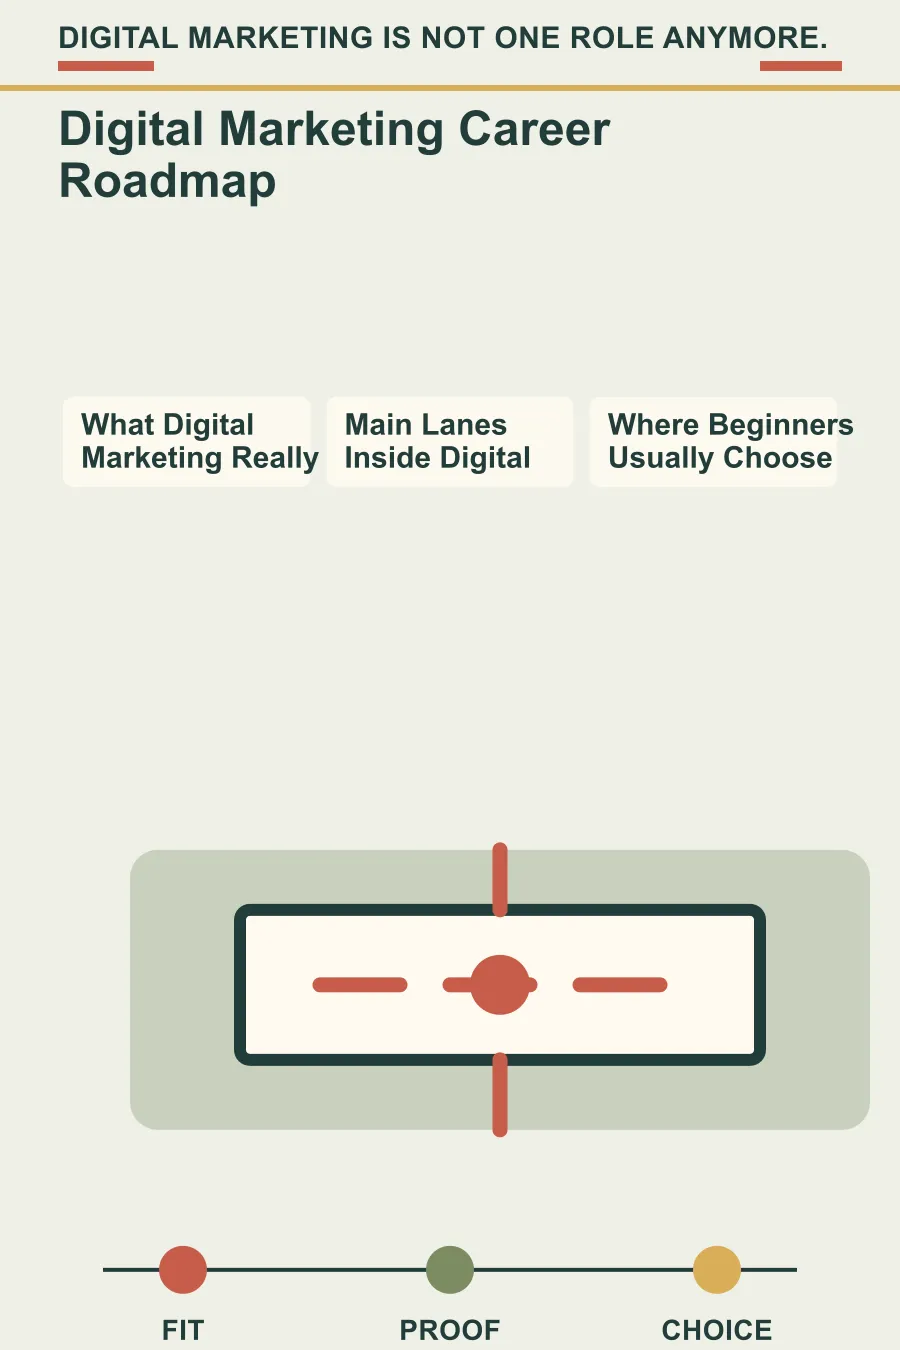 DIGITAL MARKETING IS NOT ONE ROLE ANYMORE.
Digital Marketing Career
Roadmap
What Digital
Marketing Really
Main Lanes
Inside Digital
Where Beginners
Usually Choose
FIT
PROOF
CHOICE